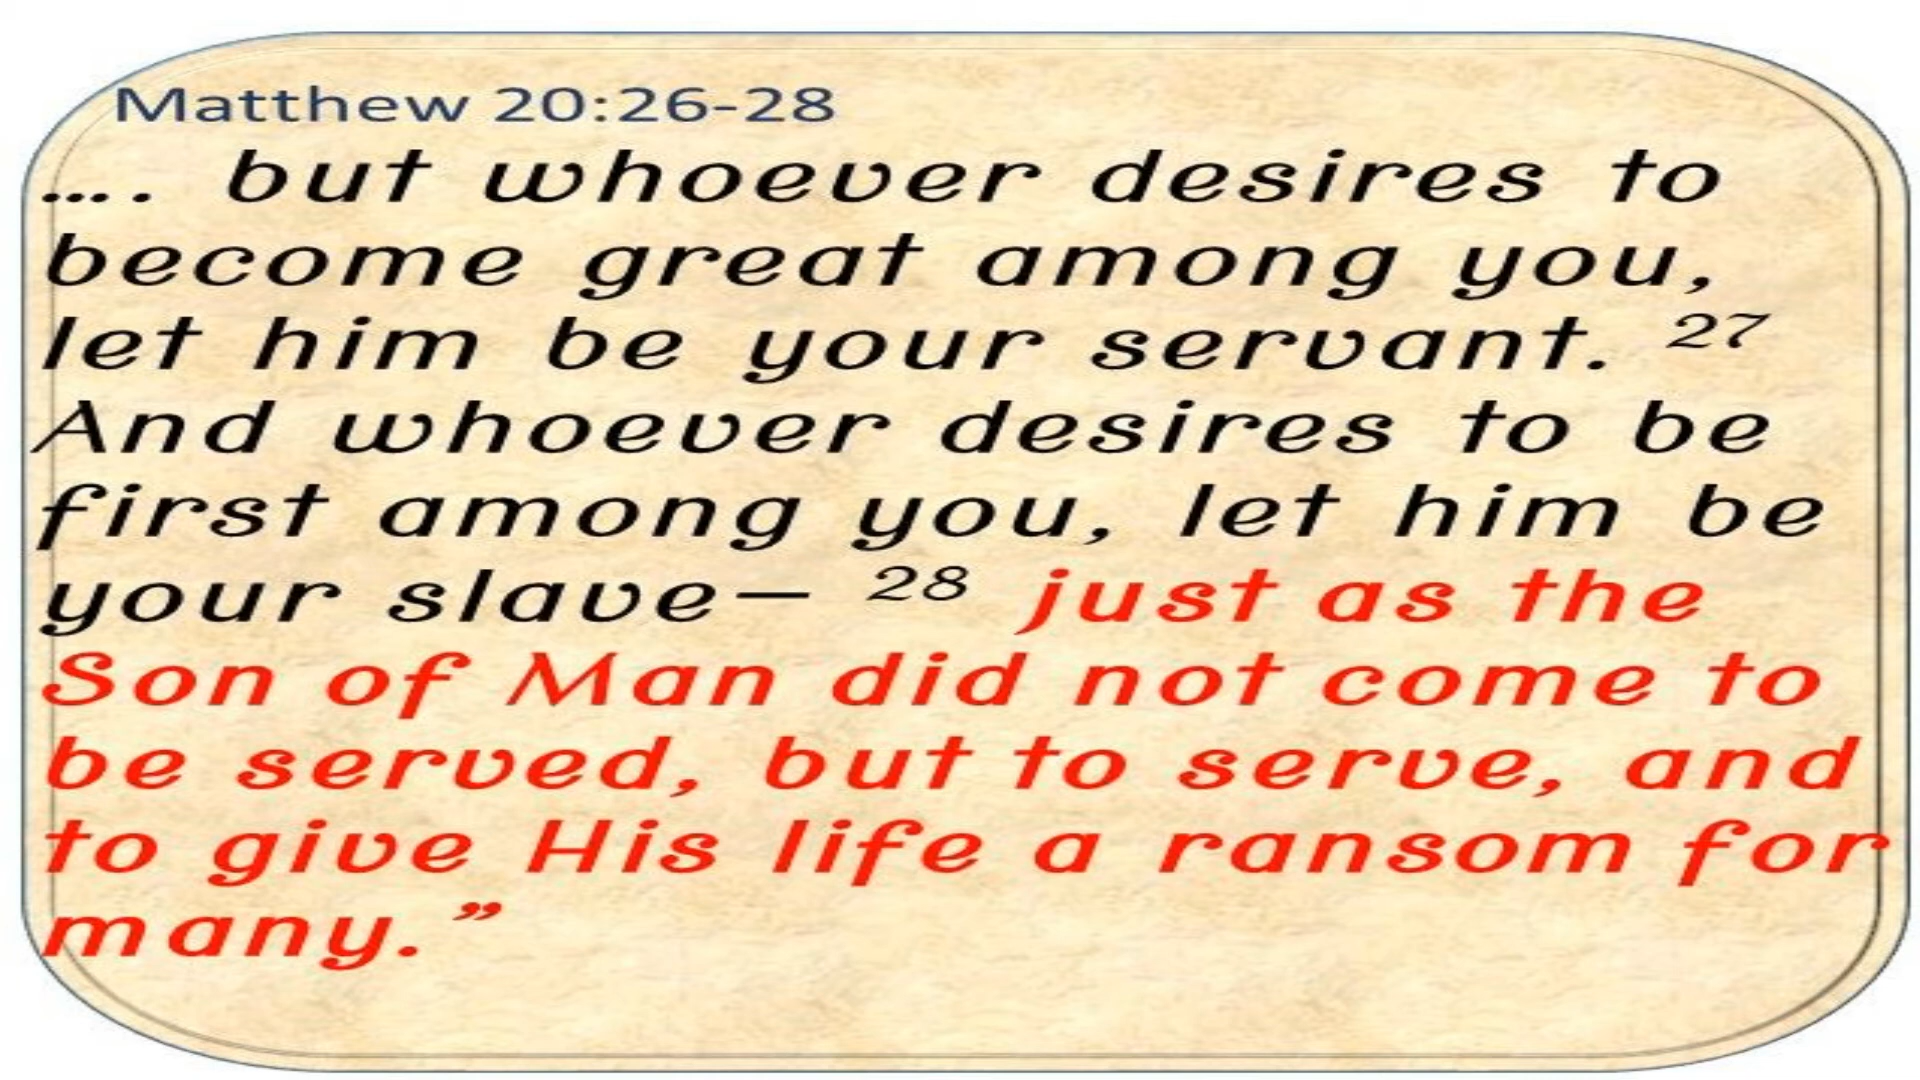 Matthew 20:26-28
…. but whoever desires to
become great among you,
let him be your servant. 27
And whoever desires to be
first among you, let him be
your slave— 28 just as the
Son of Man did not come to
be served, but to serve, and
to give His life a ransom for
many.”